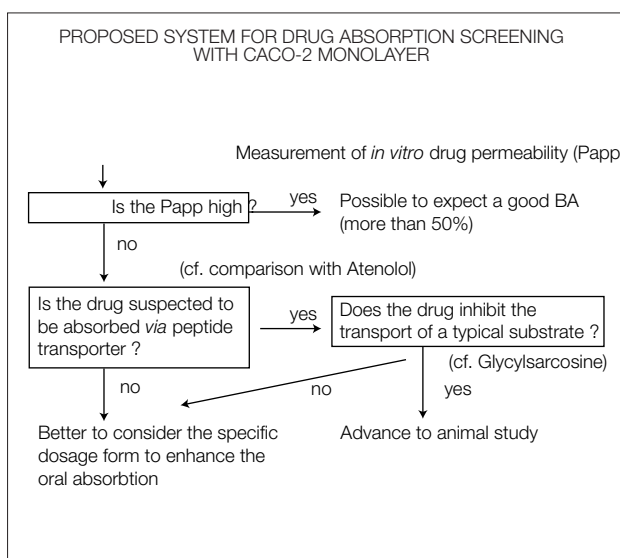 PROPOSED SYSTEM FOR DRUG ABSORPTION SCREENING
WITH CACO-2 MONOLAYER
Measurement of in vitro drug permeability (Papp
Is the Papp high ?
yes
Possible to expect a good BA
(more than 50%)
no
(cf. comparison with Atenolol)
Is the drug suspected to
be absorbed via peptide
transporter ?
yes
Does the drug inhibit the
transport of a typical substrate ?
(cf. Glycylsarcosine)
no
no
yes
Better to consider the specific
dosage form to enhance the
oral absorbtion
Advance to animal study